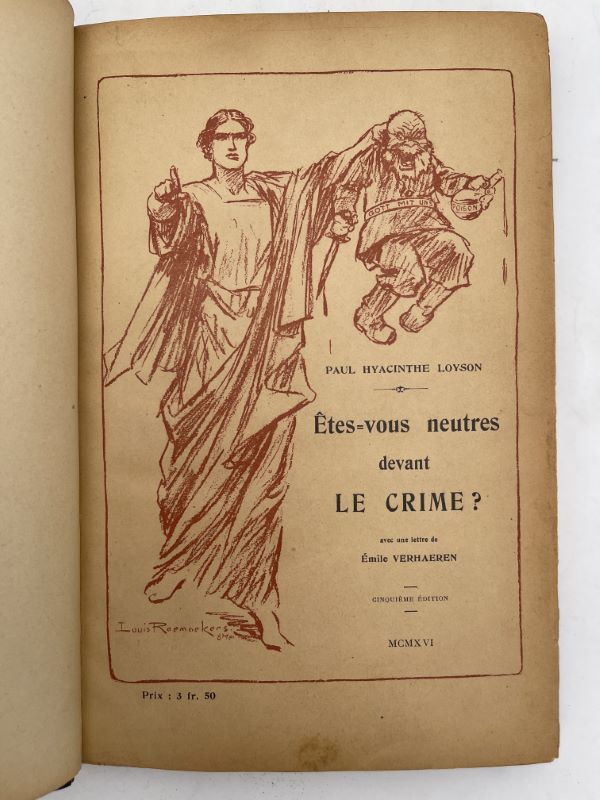 GOTT MIT UNS
POISON
PAUL HYACINTHE LOYSON
Êtes-vous neutres
devant
LE CRIME ?
avec une lettre de
Émile VERHAEREN
CINQUIÈME ÉDITION
MCMXVI
Louis Raemaekers
Prix : 3 fr. 50